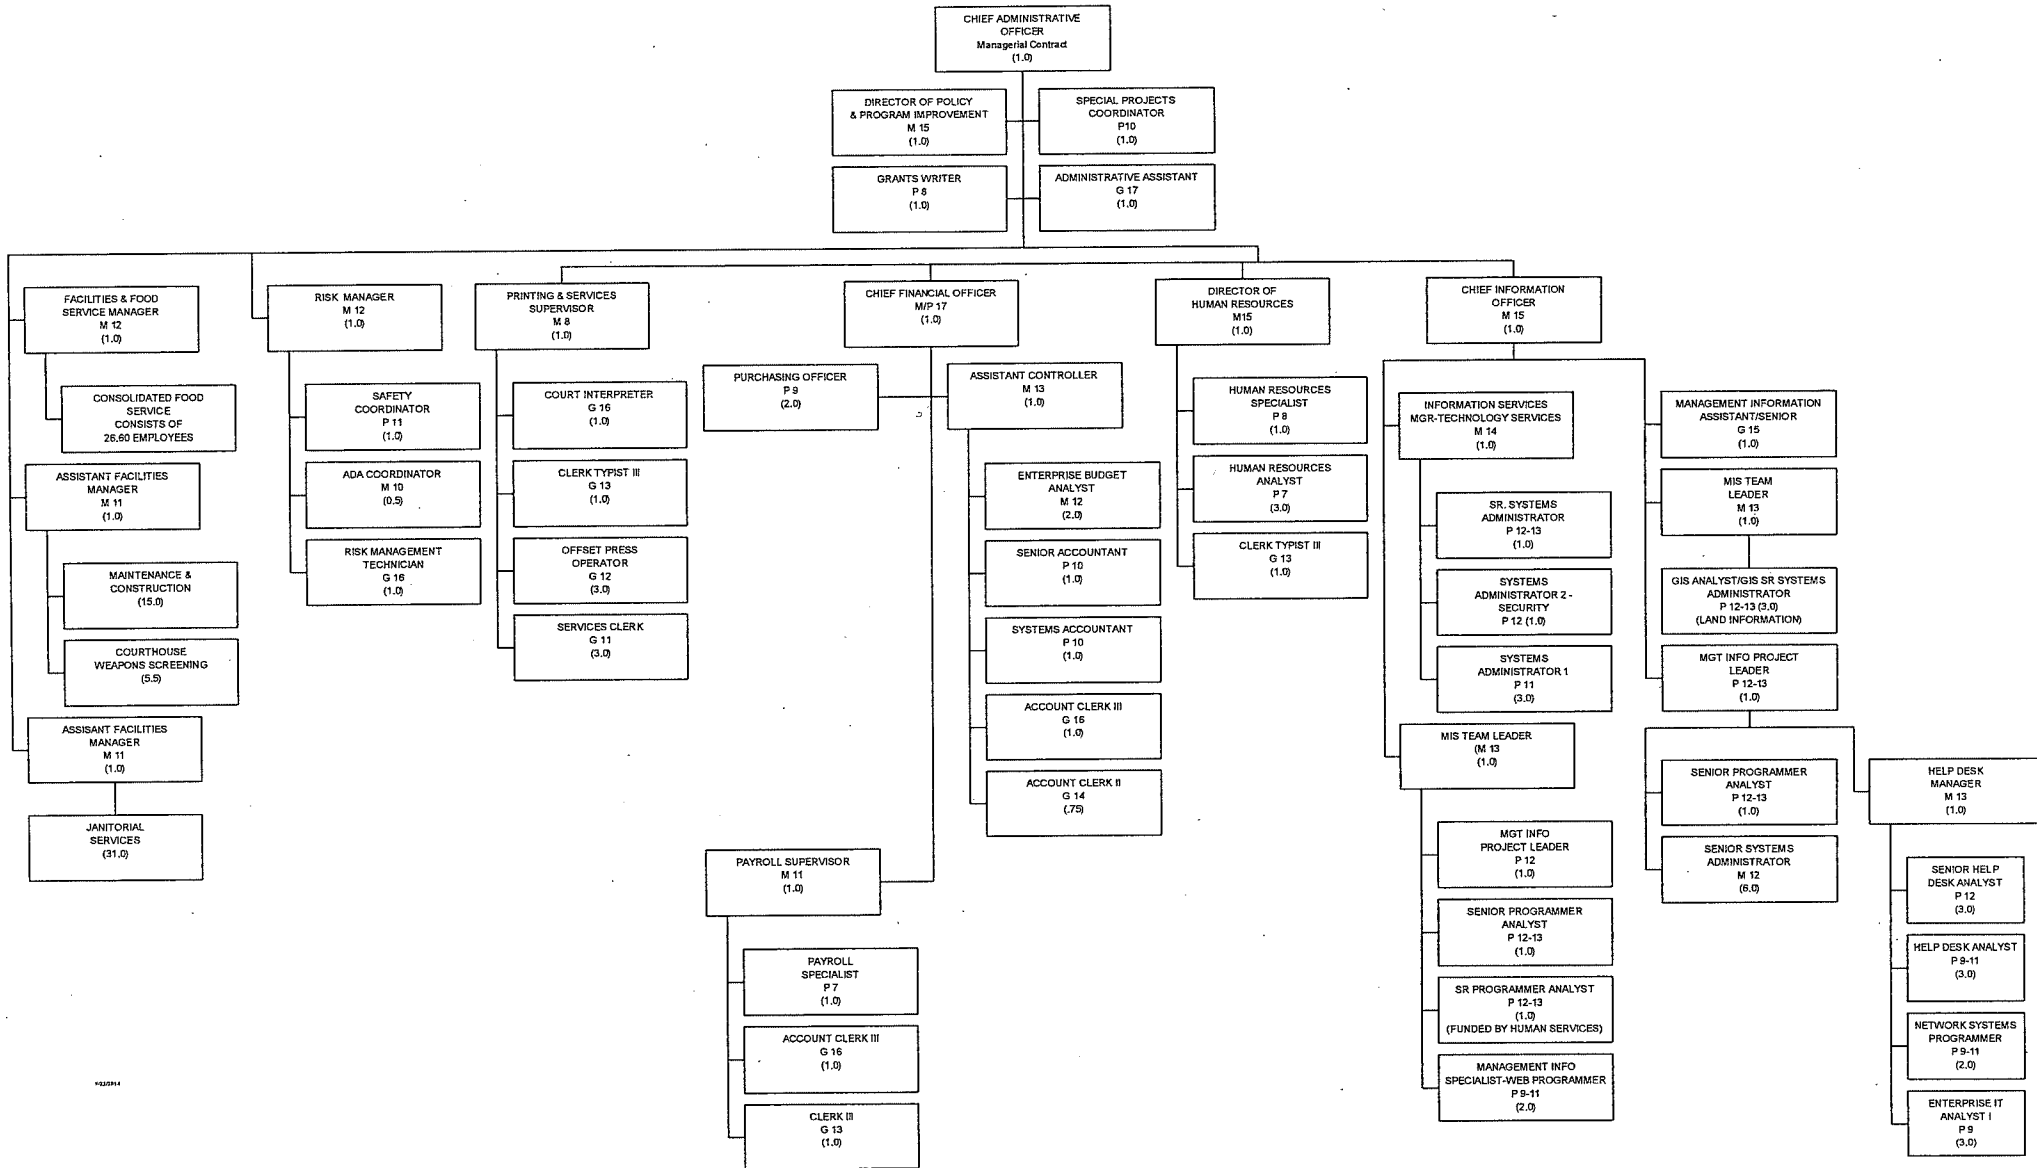 CHIEF ADMINISTRATIVE
OFFICER
Managerial Contract
(1.0)
DIRECTOR OF POLICY
& PROGRAM IMPROVEMENT
M 15
(1.0)
SPECIAL PROJECTS
COORDINATOR
P10
(1.0)
GRANTS WRITER
P 8
(1.0)
ADMINISTRATIVE ASSISTANT
G 17
(1.0)
FACILITIES & FOOD
SERVICE MANAGER
M 12
(1.0)
CONSOLIDATED FOOD
SERVICE
CONSISTS OF
26.60 EMPLOYEES
ASSISTANT FACILITIES
MANAGER
M 11
(1.0)
MAINTENANCE &
CONSTRUCTION
(15.0)
COURTHOUSE
WEAPONS SCREENING
(5.5)
ASSISANT FACILITIES
MANAGER
M 11
(1.0)
JANITORIAL
SERVICES
(31.0)
RISK MANAGER
M 12
(1.0)
SAFETY
COORDINATOR
P 11
(1.0)
ADA COORDINATOR
M 10
(0.5)
RISK MANAGEMENT
TECHNICIAN
G 16
(1.0)
PRINTING & SERVICES
SUPERVISOR
M 8
(1.0)
COURT INTERPRETER
G 16
(1.0)
CLERK TYPIST III
G 13
(1.0)
OFFSET PRESS
OPERATOR
G 12
(3.0)
SERVICES CLERK
G 11
(3.0)
CHIEF FINANCIAL OFFICER
M/P 17
(1.0)
PURCHASING OFFICER
P 9
(2.0)
ASSISTANT CONTROLLER
M 13
(1.0)
ENTERPRISE BUDGET
ANALYST
M 12
(2.0)
SENIOR ACCOUNTANT
P 10
(1.0)
SYSTEMS ACCOUNTANT
P 10
(1.0)
ACCOUNT CLERK III
G 16
(1.0)
ACCOUNT CLERK II
G 14
(.75)
PAYROLL SUPERVISOR
M 11
(1.0)
PAYROLL
SPECIALIST
P 7
(1.0)
ACCOUNT CLERK III
G 16
(1.0)
CLERK III
G 13
(1.0)
DIRECTOR OF
HUMAN RESOURCES
M15
(1.0)
HUMAN RESOURCES
SPECIALIST
P 8
(1.0)
HUMAN RESOURCES
ANALYST
P 7
(3.0)
CLERK TYPIST III
G 13
(1.0)
CHIEF INFORMATION
OFFICER
M 15
(1.0)
INFORMATION SERVICES
MGR-TECHNOLOGY SERVICES
M 14
(1.0)
SR. SYSTEMS
ADMINISTRATOR
P 12-13
(1.0)
SYSTEMS
ADMINISTRATOR 2 -
SECURITY
P 12 (1.0)
SYSTEMS
ADMINISTRATOR 1
P 11
(3.0)
MIS TEAM LEADER
(M 13
(1.0)
MGT INFO
PROJECT LEADER
P 12
(1.0)
SENIOR PROGRAMMER
ANALYST
P 12-13
(1.0)
SR PROGRAMMER ANALYST
P 12-13
(1.0)
(FUNDED BY HUMAN SERVICES)
MANAGEMENT INFO
SPECIALIST-WEB PROGRAMMER
P 9-11
(2.0)
MANAGEMENT INFORMATION
ASSISTANT/SENIOR
G 15
(1.0)
MIS TEAM
LEADER
M 13
(1.0)
GIS ANALYST/GIS SR SYSTEMS
ADMINISTRATOR
P 12-13 (3.0)
(LAND INFORMATION)
MGT INFO PROJECT
LEADER
P 12-13
(1.0)
SENIOR PROGRAMMER
ANALYST
P 12-13
(1.0)
SENIOR SYSTEMS
ADMINISTRATOR
M 12
(6.0)
HELP DESK
MANAGER
M 13
(1.0)
SENIOR HELP
DESK ANALYST
P 12
(3.0)
HELP DESK ANALYST
P 9-11
(3.0)
NETWORK SYSTEMS
PROGRAMMER
P 9-11
(2.0)
ENTERPRISE IT
ANALYST I
P 9
(3.0)